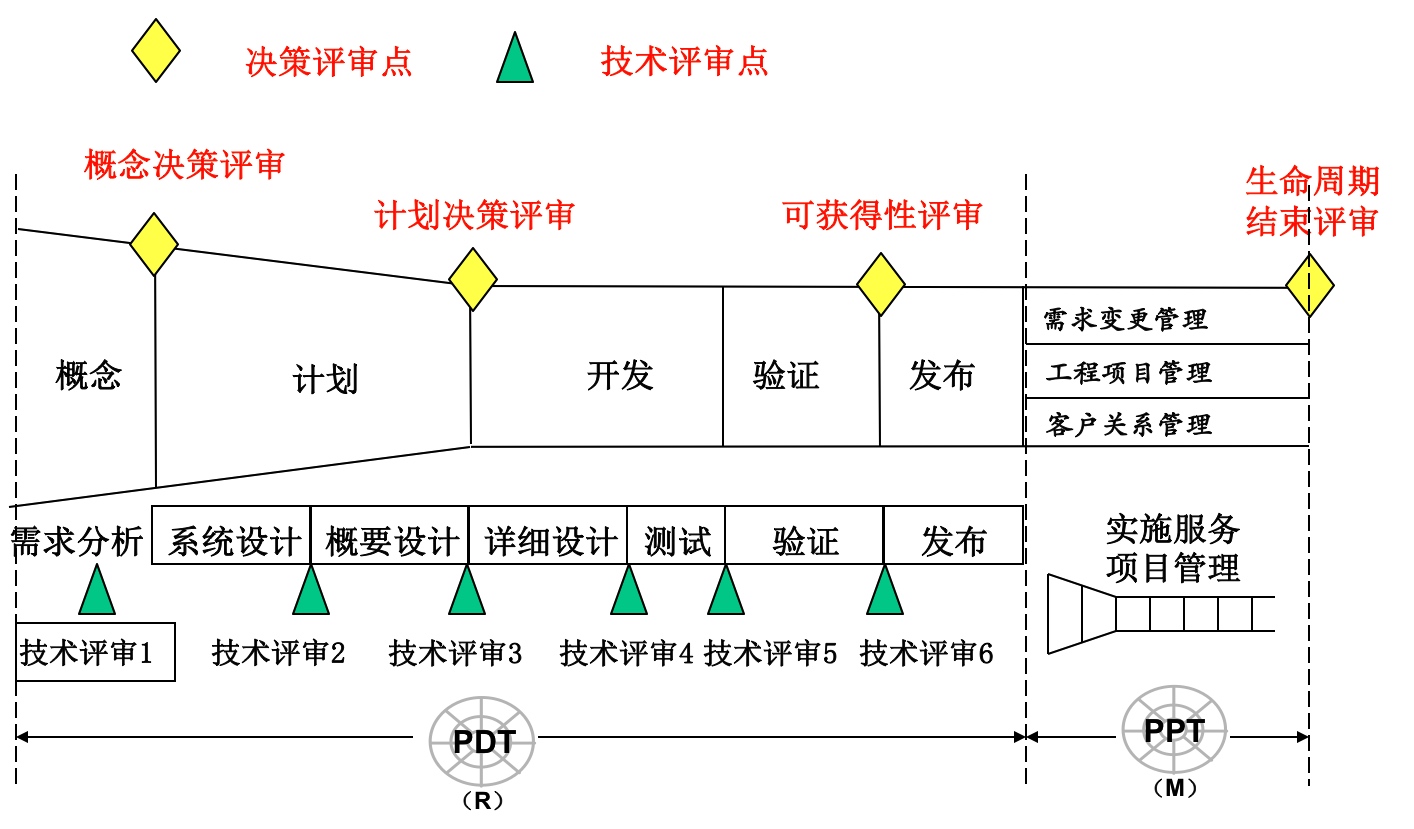 决策评审点
技术评审点
概念决策评审
计划决策评审
可获得性评审
生命周期
结束评审
概念
计划
开发
验证
发布
需求变更管理
工程项目管理
客户关系管理
需求分析
系统设计
概要设计
详细设计
测试
验证
发布
实施服务
项目管理
技术评审1
技术评审2
技术评审3
技术评审4
技术评审5
技术评审6
PDT
（R）
PPT
（M）